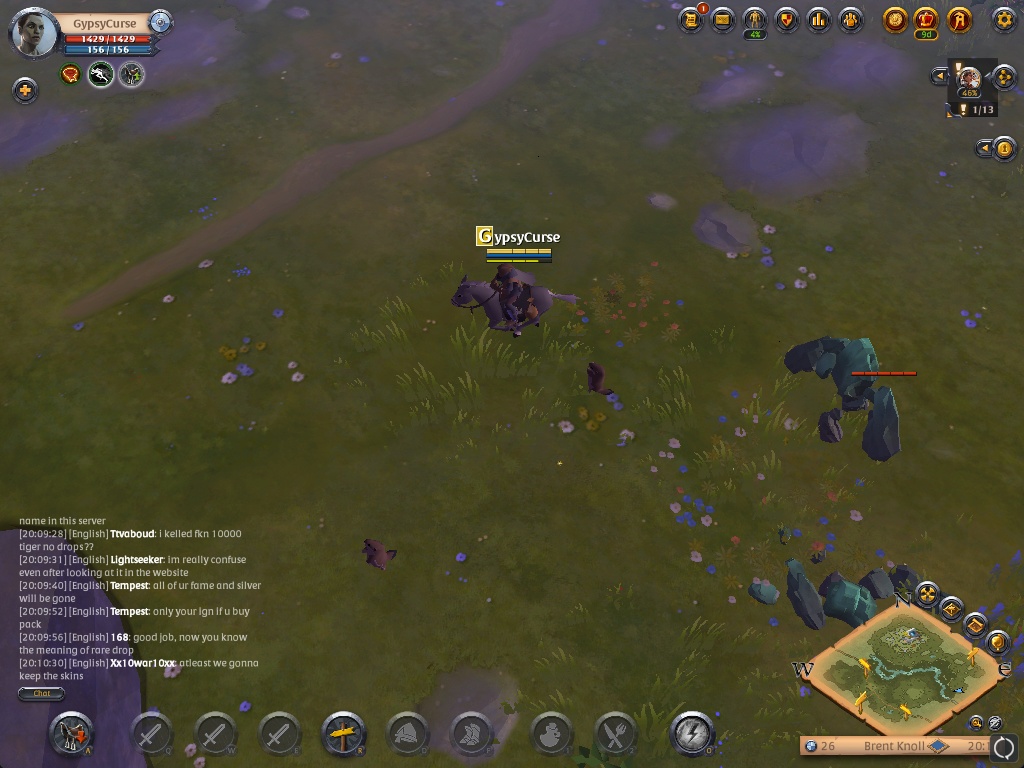 GypsyCurse
1429 / 1429
156 / 156
1
4%
9d
46%
1/13
1
GypsyCurse
name in this server
[20:09:28] [English] Ttvaboud: i kelled fkn 10000
tiger no drops??
[20:09:31] [English] Lightseeker: im really confuse
even after looking at it in the website
[20:09:40] [English] Tempest: all of ur fame and silver
will be gone
[20:09:52] [English] Tempest: only your ign if u buy
pack
[20:09:56] [English] 168: good job, now you know
the meaning of rare drop
[20:10:30] [English] Xx10war10xx: atleast we gonna
keep the skins
Chat
N
W
E
A
Q
W
E
R
26
Brent Knoll
20: